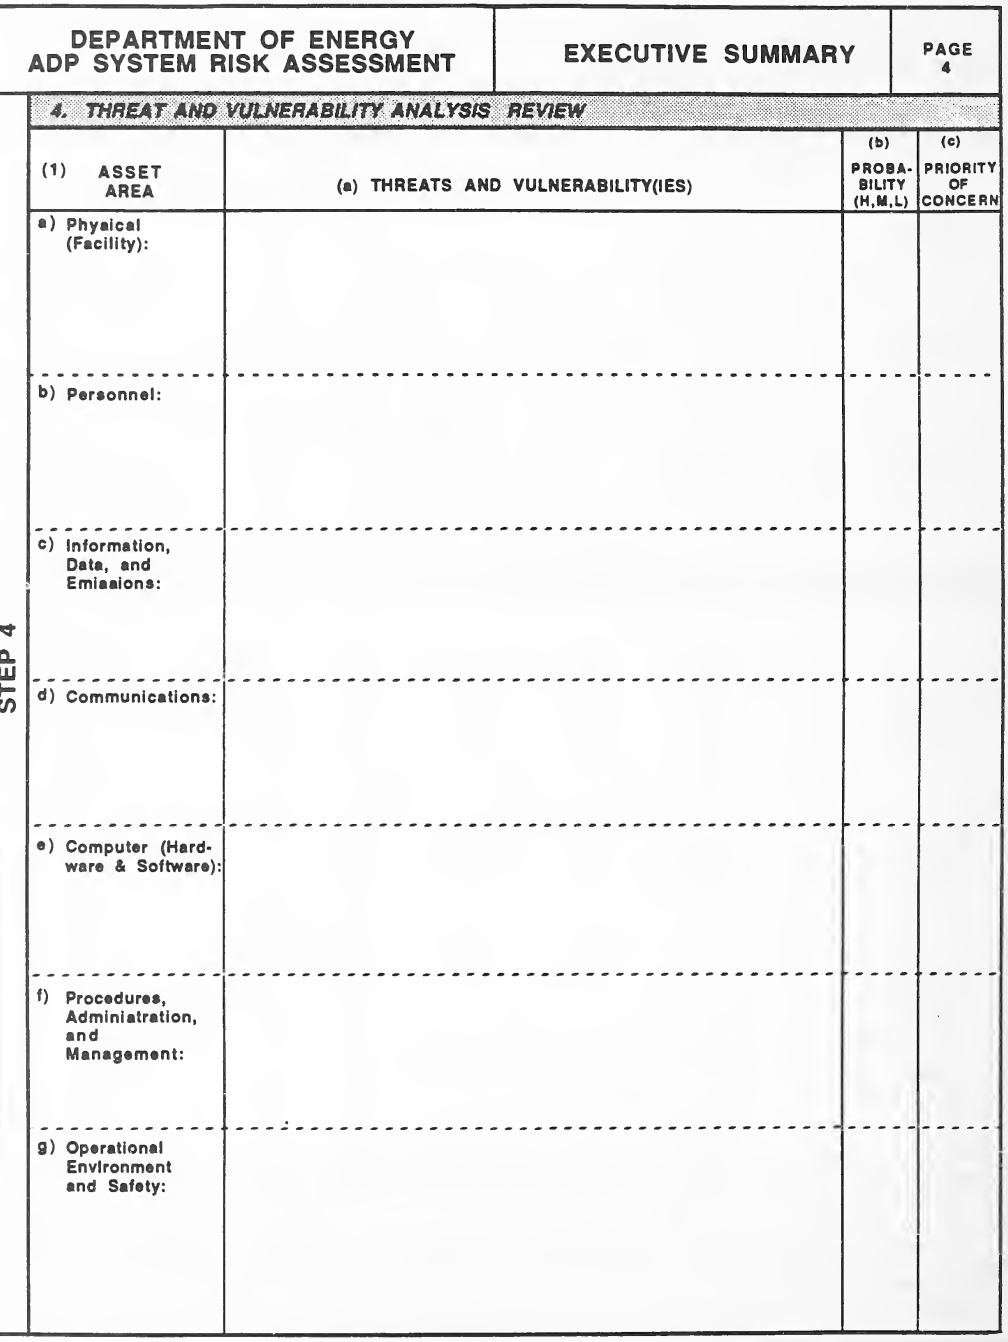 DEPARTMENT OF ENERGY
ADP SYSTEM RISK ASSESSMENT
EXECUTIVE SUMMARY
PAGE
4
4. THREAT AND VULNERABILITY ANALYSIS REVIEW
(1) ASSET
AREA
(a) THREATS AND VULNERABILITY(IES)
(b)
PROBA-
BILITY
(H,M,L)
(c)
PRIORITY
OF
CONCERN
a) Physical
(Facility):
b) Personnel:
c) Information,
Data, and
Emissions:
STEP 4
d) Communications:
e) Computer (Hard-
ware & Software):
f) Procedures,
Administration,
and
Management:
g) Operational
Environment
and Safety: